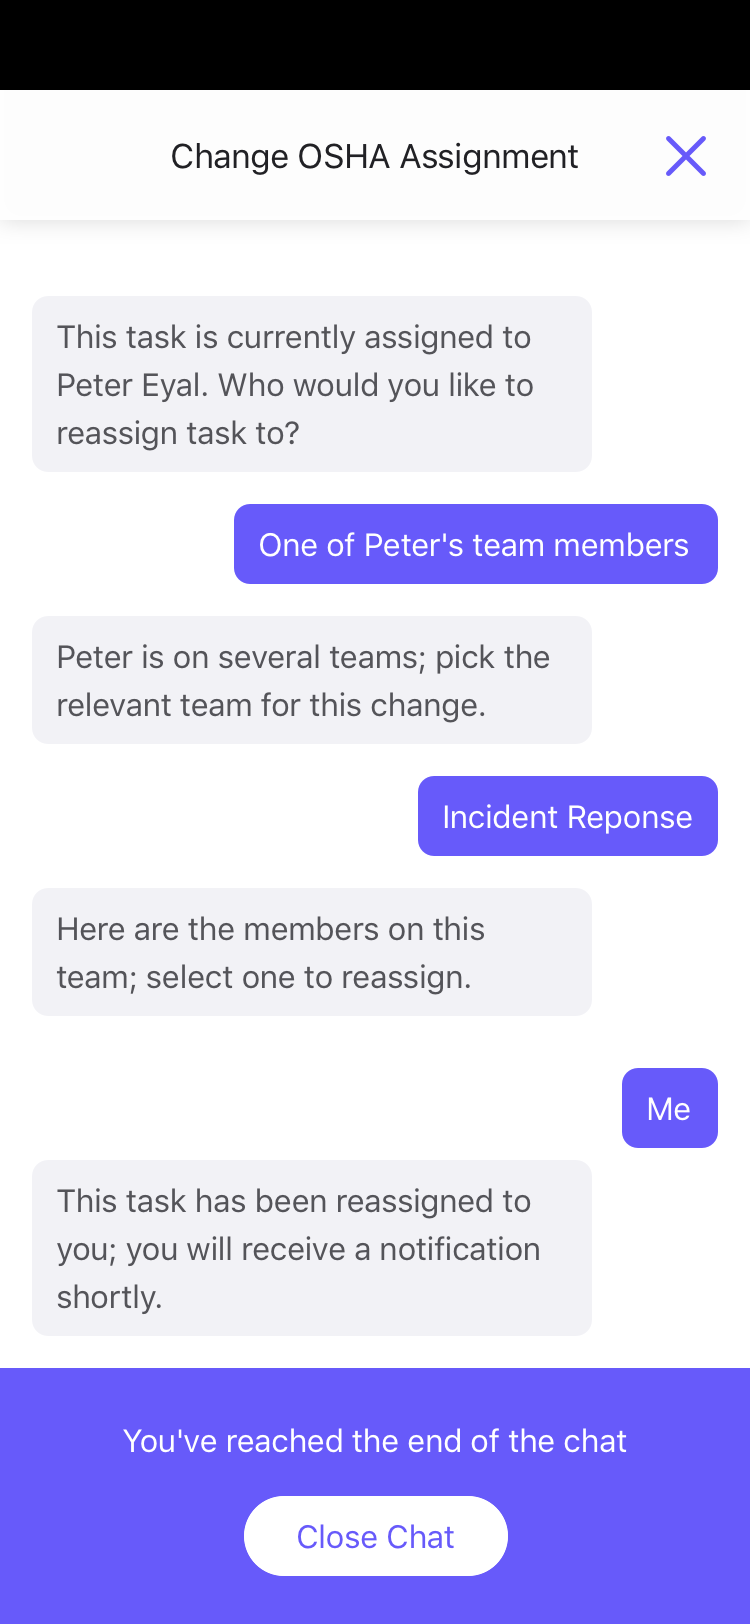 Change OSHA Assignment
This task is currently assigned to
Peter Eyal. Who would you like to
reassign task to?
One of Peter's team members
Peter is on several teams; pick the
relevant team for this change.
Incident Reponse
Here are the members on this
team; select one to reassign.
Me
This task has been reassigned to
you; you will receive a notification
shortly.
You've reached the end of the chat
Close Chat